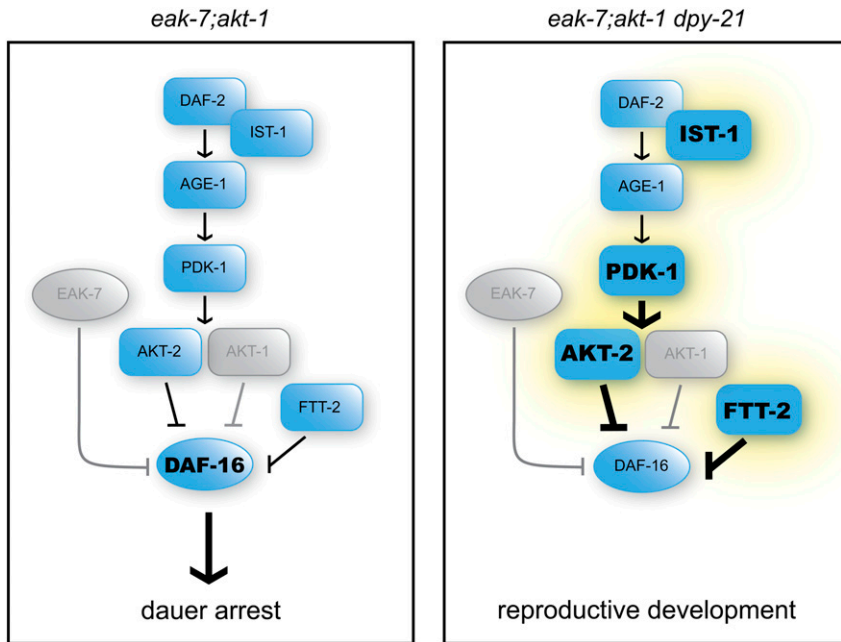 eak-7;akt-1
DAF-2
IST-1
AGE-1
PDK-1
EAK-7
AKT-2
AKT-1
FTT-2
DAF-16
dauer arrest
eak-7;akt-1 dpy-21
DAF-2
IST-1
AGE-1
PDK-1
EAK-7
AKT-2
AKT-1
FTT-2
DAF-16
reproductive development